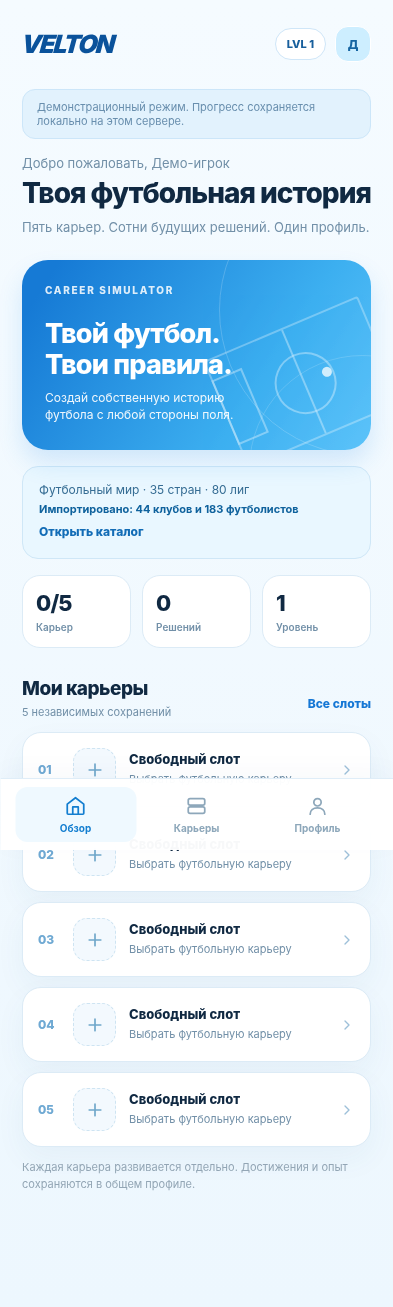 VELTON
LVL 1
Д
Демонстрационный режим. Прогресс сохраняется
локально на этом сервере.
Добро пожаловать, Демо-игрок
Твоя футбольная история
Пять карьер. Сотни будущих решений. Один профиль.
CAREER SIMULATOR
Твой футбол.
Твои правила.
Создай собственную историю
футбола с любой стороны поля.
Футбольный мир · 35 стран · 80 лиг
Импортировано: 44 клубов и 183 футболистов
Открыть каталог
0/5
Карьер
0
Решений
1
Уровень
Мои карьеры
5 независимых сохранений
Все слоты
01
Свободный слот
Выбрать футбольную карьеру
Обзор
Карьеры
Профиль
02
Свободный слот
Выбрать футбольную карьеру
03
Свободный слот
Выбрать футбольную карьеру
04
Свободный слот
Выбрать футбольную карьеру
05
Свободный слот
Выбрать футбольную карьеру
Каждая карьера развивается отдельно. Достижения и опыт
сохраняются в общем профиле.